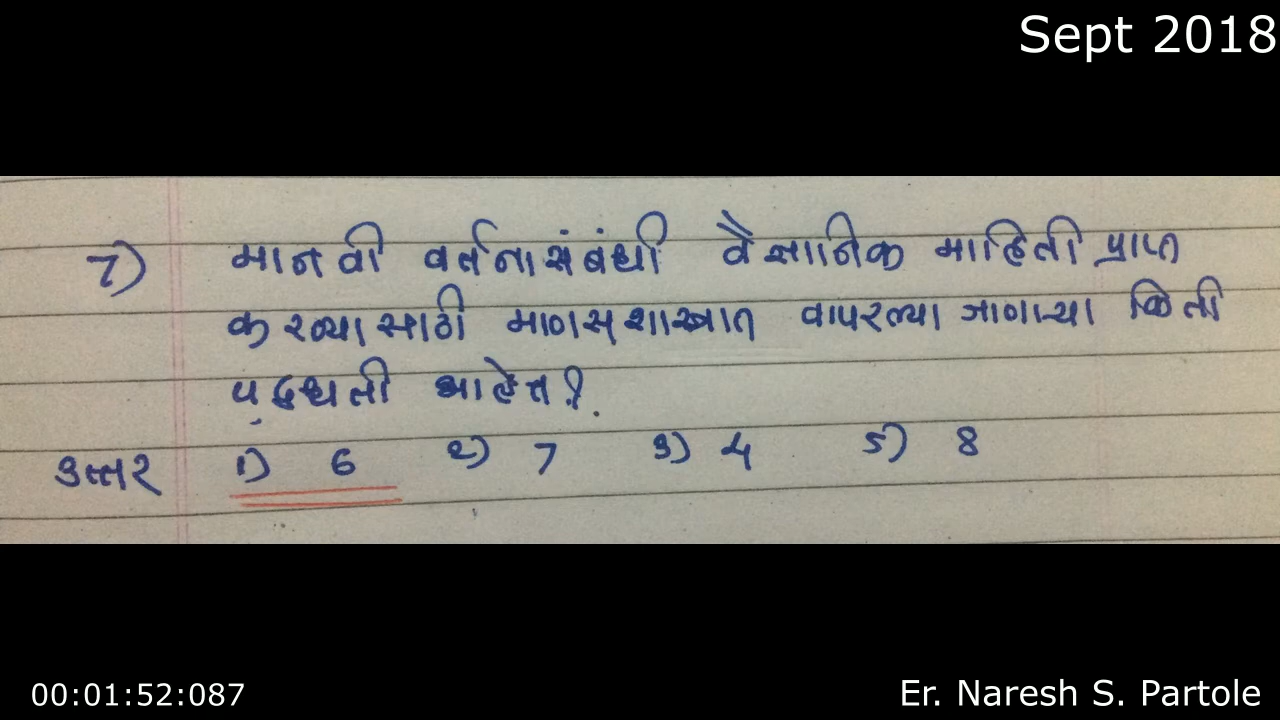 Sept 2018
7) मानवी वर्तनासंबंधी वैज्ञानिक माहिती प्राप्त
करण्यासाठी मानसशास्त्रात वापरल्या जाणाऱ्या किती
पद्धती आहेत?.
उत्तर 1) 6 2) 7 3) 4 5) 8
00:01:52:087
Er. Naresh S. Partole